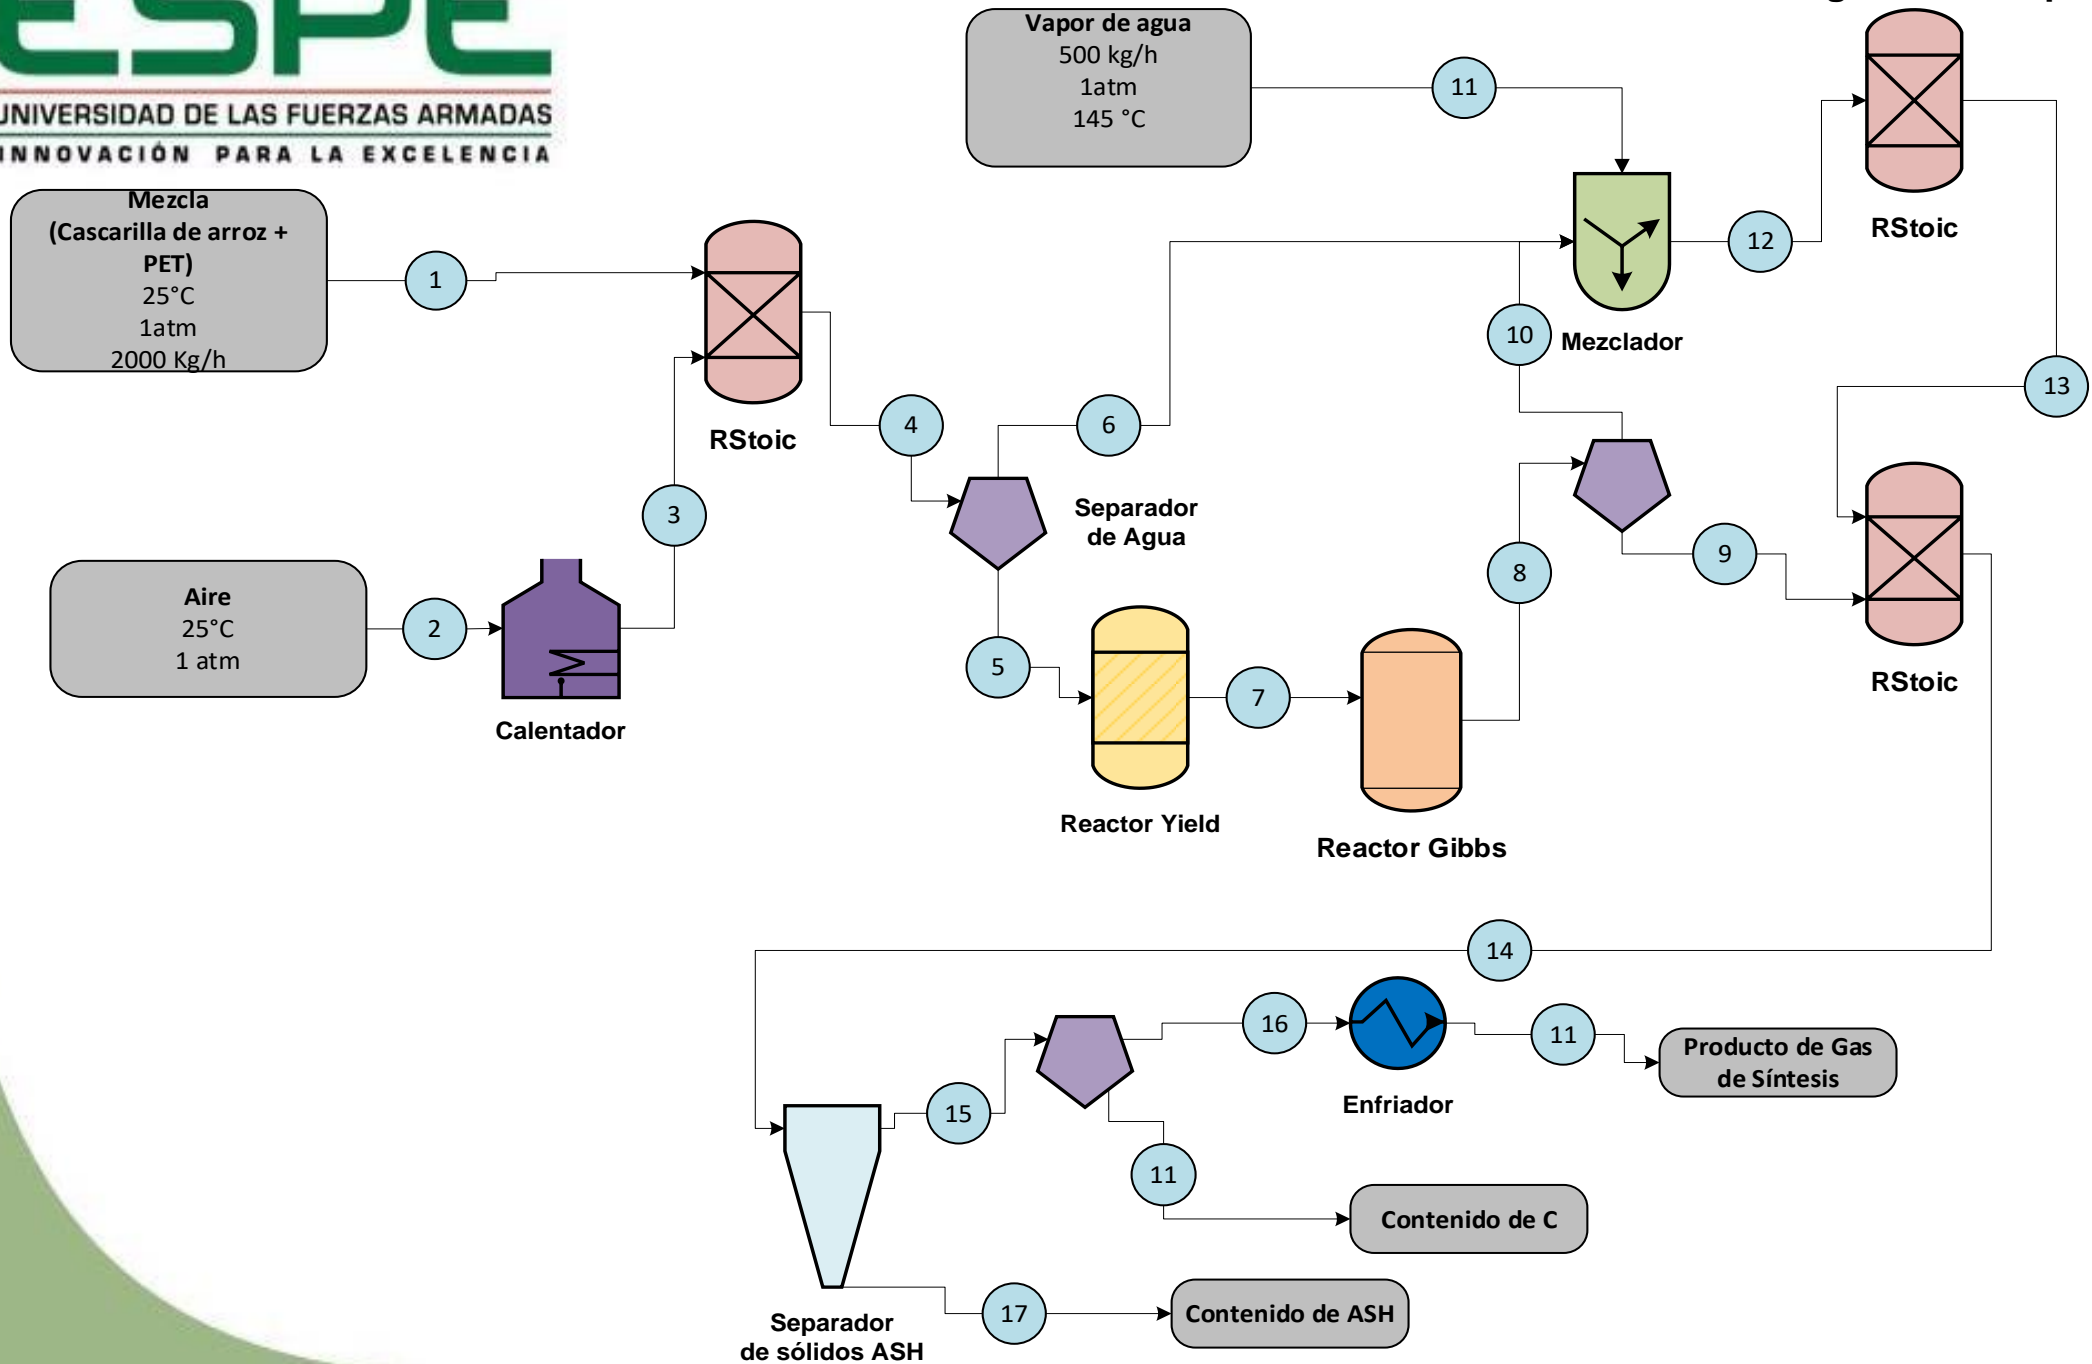 ESPE
UNIVERSIDAD DE LAS FUERZAS ARMADAS
INNOVACIÓN PARA LA EXCELENCIA
Vapor de agua
500 kg/h
1atm
145 °C
11
Mezcla
(Cascarilla de arroz +
PET)
25°C
1atm
2000 Kg/h
1
RStoic
12
RStoic
10
Mezclador
13
4
6
3
Separador
de Agua
8
9
Aire
25°C
1 atm
2
Calentador
5
7
RStoic
Reactor Yield
Reactor Gibbs
14
16
11
Producto de Gas
de Síntesis
Enfriador
15
11
Contenido de C
17
Contenido de ASH
Separador
de sólidos ASH